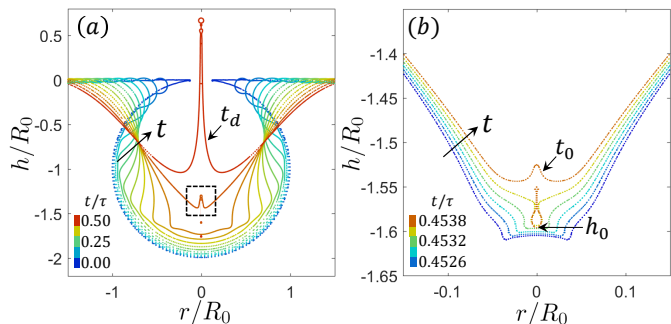 (a)
h/R₀
0.5
0
-0.5
-1
-1.5
-2
t
t_d
t/τ
0.50
0.25
0.00
-1
0
1
r/R₀
(b)
h/R₀
-1.4
-1.45
-1.5
-1.55
-1.6
-1.65
t
t₀
h₀
t/τ
0.4538
0.4532
0.4526
-0.1
0
0.1
r/R₀